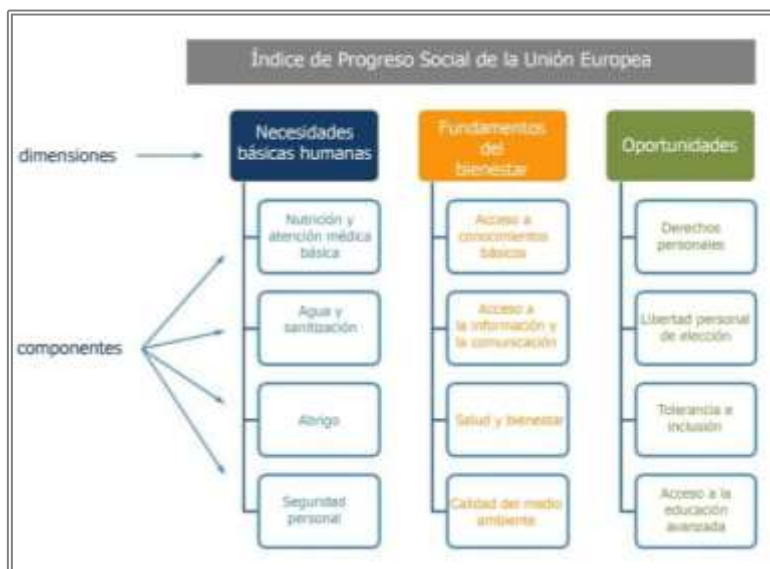 Índice de Progreso Social de la Unión Europea
dimensiones
Necesidades
básicas humanas
Fundamentos
del
bienestar
Oportunidades
componentes
Nutrición y
atención médica
básica
Agua y
sanitización
Abrigo
Seguridad
personal
Acceso a
conocimientos
básicos
Acceso a
la información y
la comunicación
Salud y bienestar
Calidad del medio
ambiente
Derechos
personales
Libertad personal
de elección
Tolerancia e
inclusión
Acceso a la
educación
avanzada